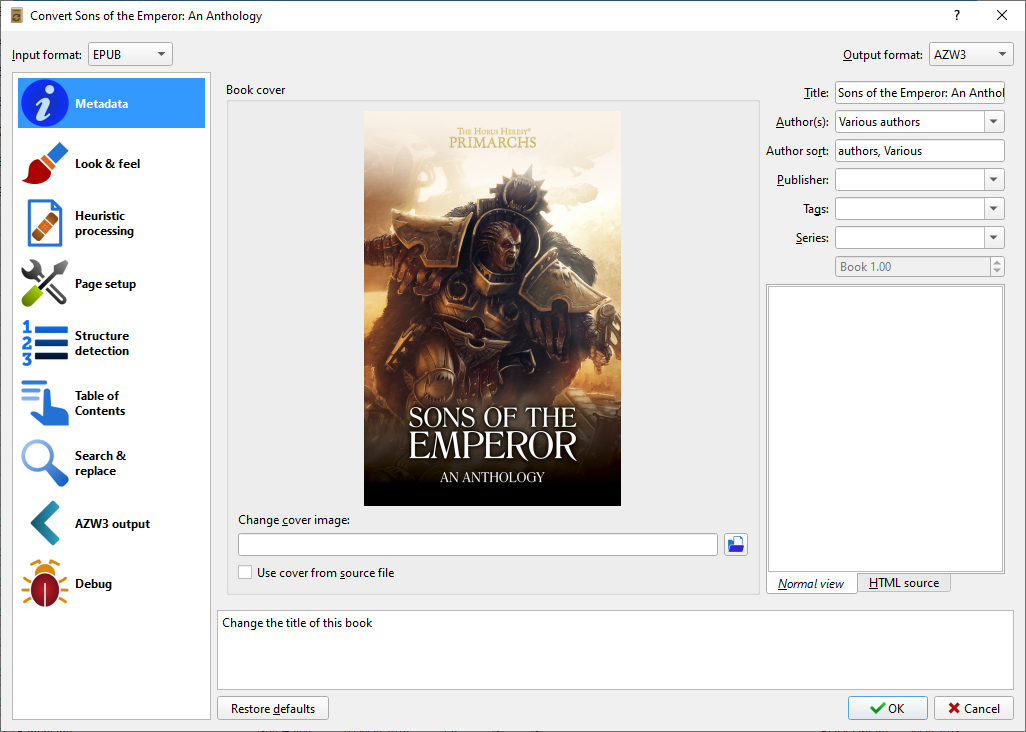 Convert Sons of the Emperor: An Anthology
?
Input format: EPUB
Output format: AZW3
Metadata
Look & feel
Heuristic
processing
Page setup
1
2
3
Structure
detection
Table of
Contents
Search &
replace
AZW3 output
Debug
Book cover
THE HORUS HERESY®
PRIMARCHS
SONS OF THE
EMPEROR
AN ANTHOLOGY
Change cover image:
Use cover from source file
Title: Sons of the Emperor: An Anthol
Author(s): Various authors
Author sort: authors, Various
Publisher:
Tags:
Series:
Book 1.00
Normal view
HTML source
Change the title of this book
Restore defaults
OK
Cancel